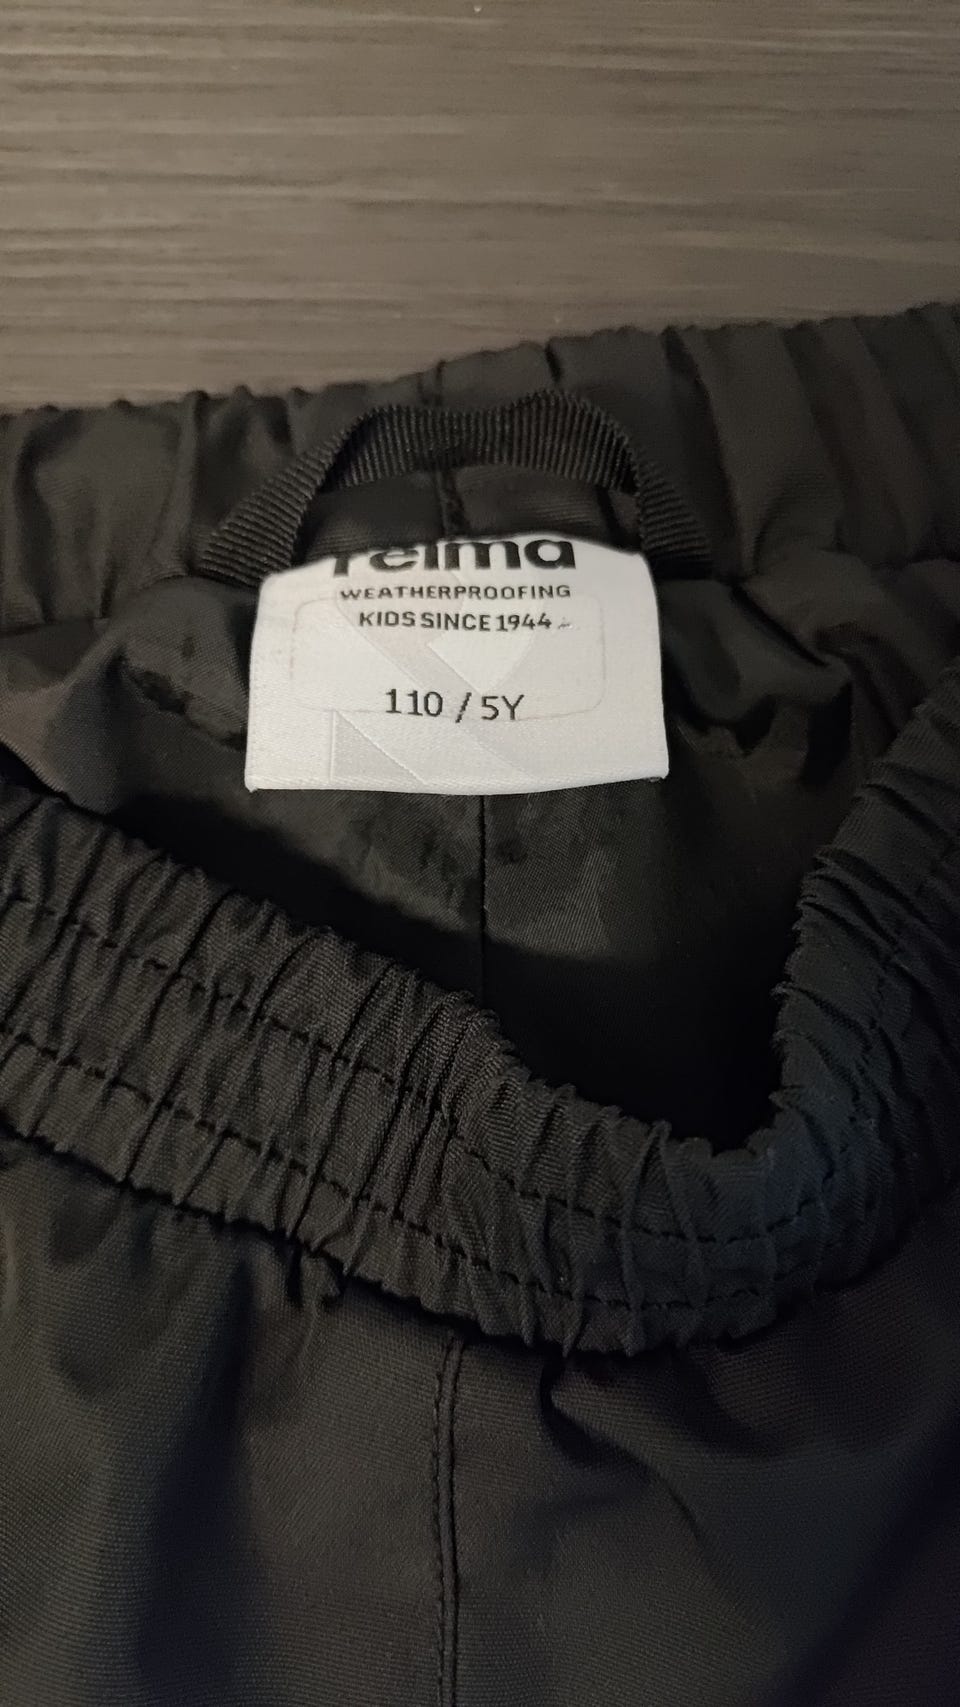 reima
WEATHERPROOFING
KIDS SINCE 1944
110 / 5Y